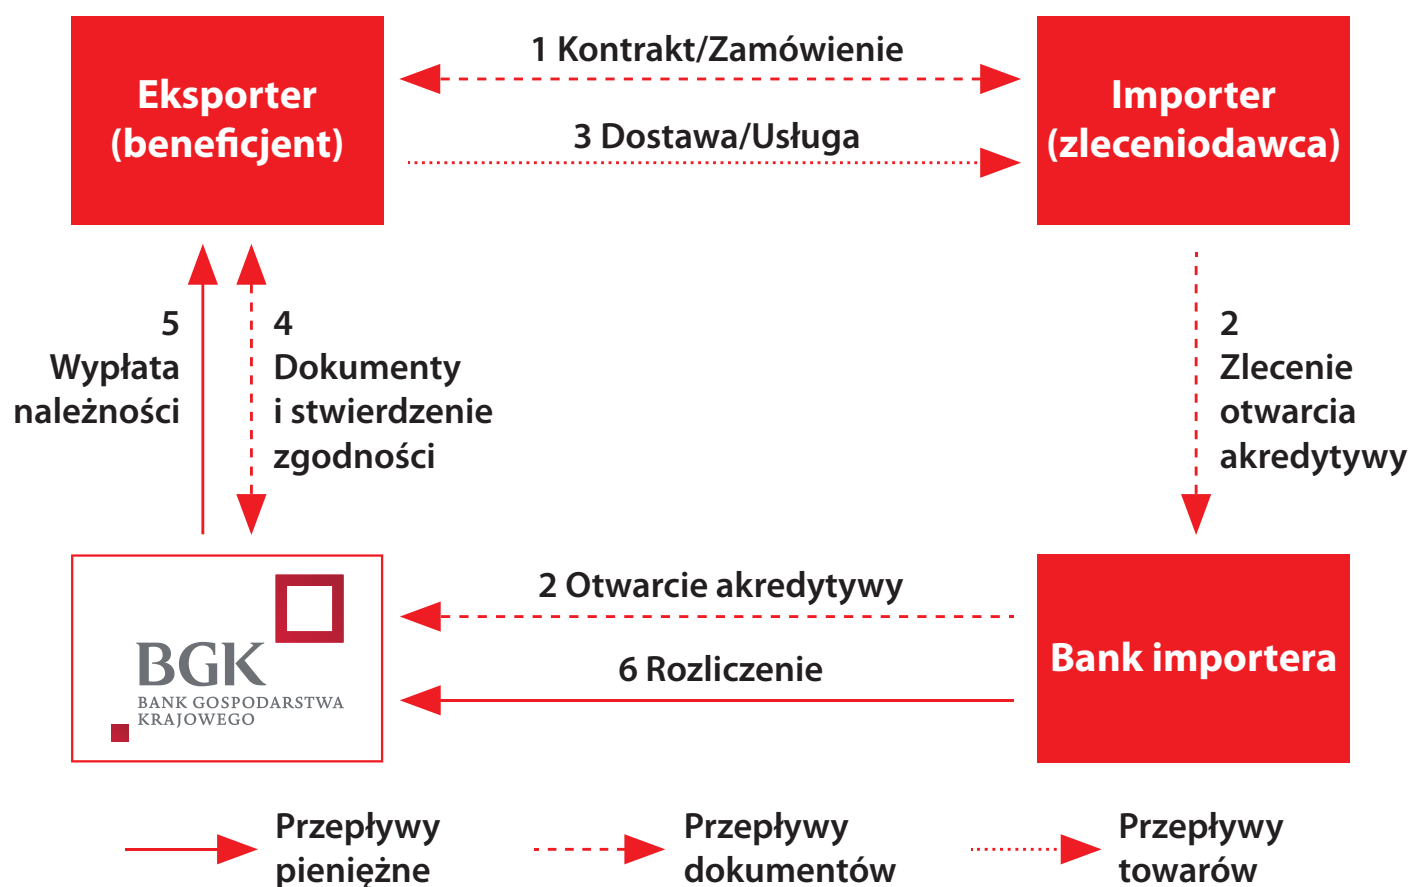 Eksporter
(beneficjent)
1 Kontrakt/Zamówienie
3 Dostawa/Usługa
Importer
(zleceniodawca)
5
Wypłata
należności
4
Dokumenty
i stwierdzenie
zgodności
2
Zlecenie
otwarcia
akredytywy
BGK
BANK GOSPODARSTWA
KRAJOWEGO
2 Otwarcie akredytywy
6 Rozliczenie
Bank importera
Przepływy
pieniężne
Przepływy
dokumentów
Przepływy
towarów